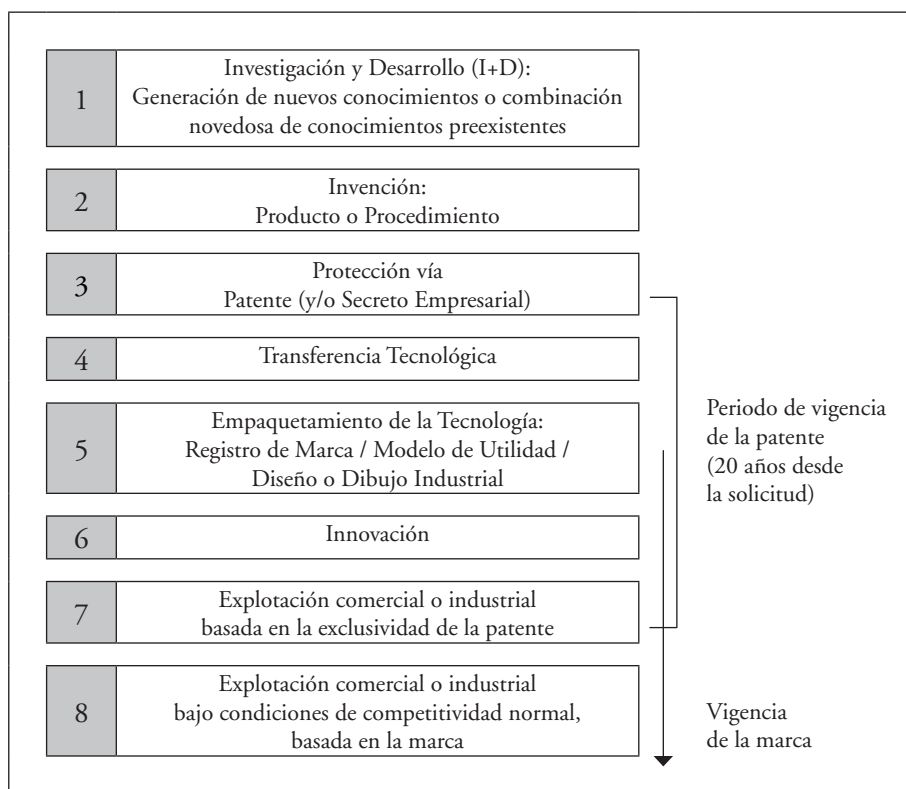 1
Investigación y Desarrollo (I+D):
Generación de nuevos conocimientos o combinación
novedosa de conocimientos preexistentes
2
Invención:
Producto o Procedimiento
3
Protección vía
Patente (y/o Secreto Empresarial)
4
Transferencia Tecnológica
5
Empaquetamiento de la Tecnología:
Registro de Marca / Modelo de Utilidad /
Diseño o Dibujo Industrial
6
Innovación
7
Explotación comercial o industrial
basada en la exclusividad de la patente
8
Explotación comercial o industrial
bajo condiciones de competitividad normal,
basada en la marca
Periodo de vigencia
de la patente
(20 años desde
la solicitud)
Vigencia
de la marca